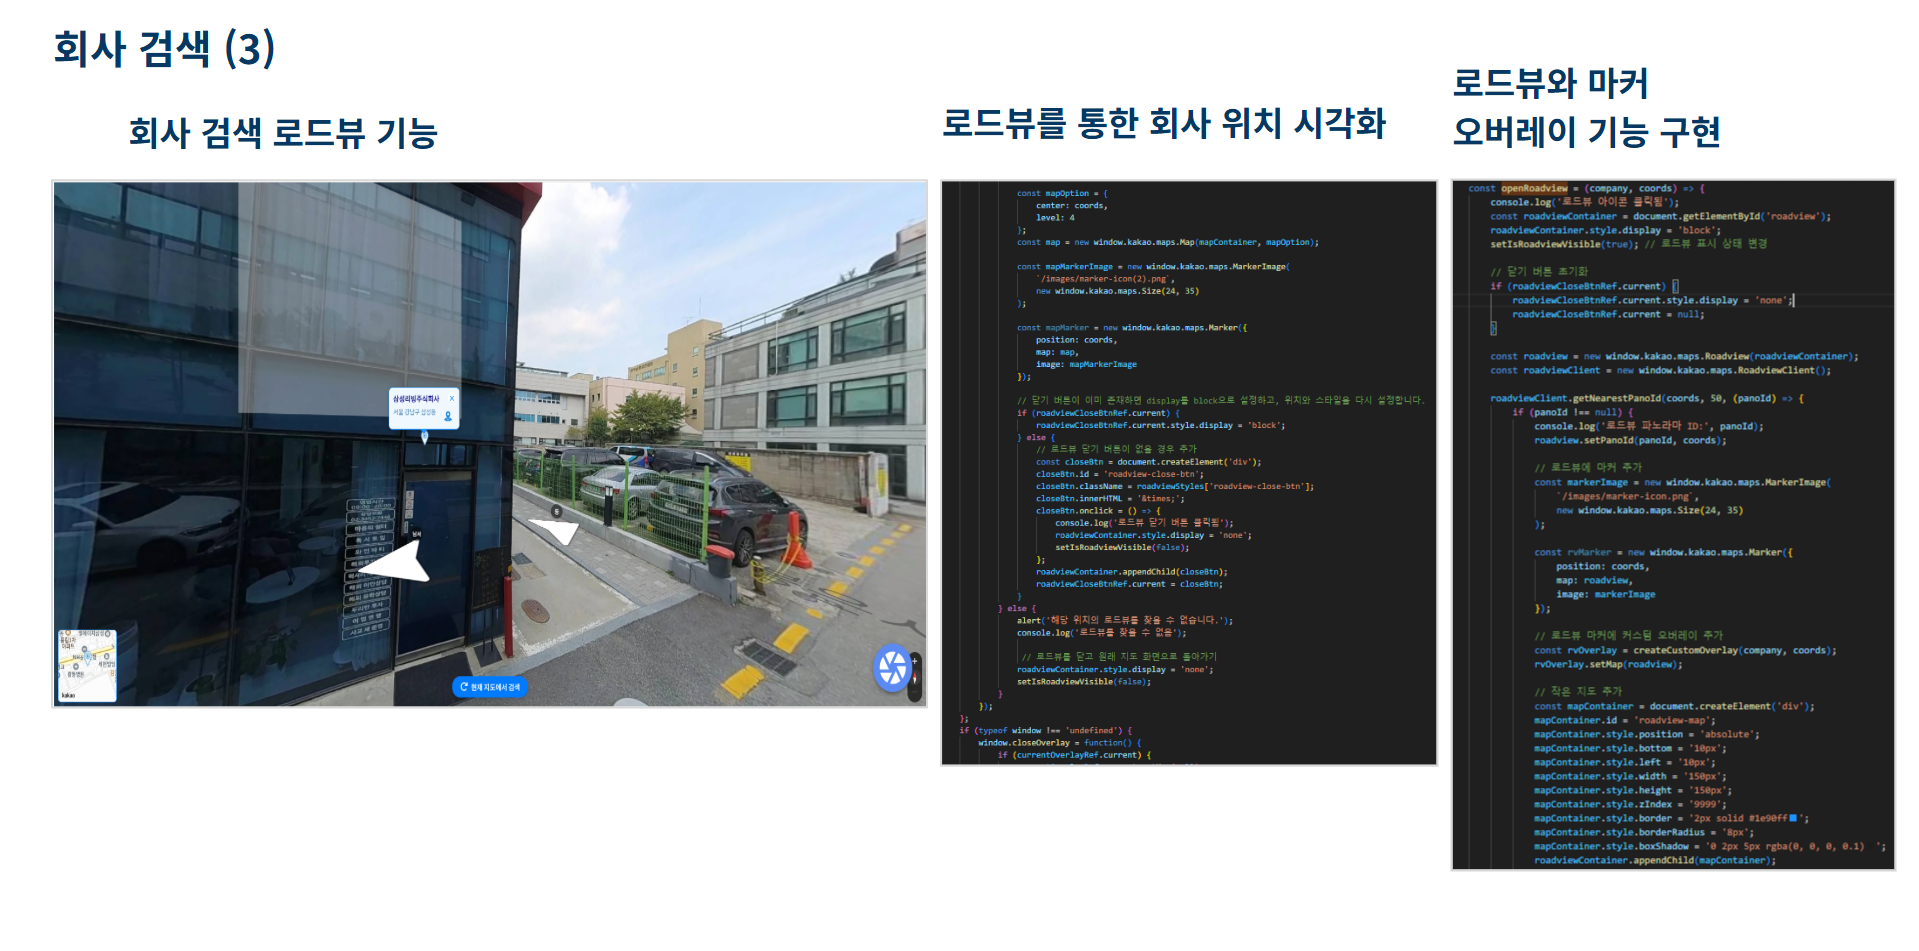 회사 검색 (3)
회사 검색 로드뷰 기능
삼성리빙주식회사
서울 강남구 삼성동
현재 지도에서 검색
kakao
로드뷰를 통한 회사 위치 시각화
const mapOption = {
center: coords,
level: 4
};
const map = new window.kakao.maps.Map(mapContainer, mapOption);
const mapMarkerImage = new window.kakao.maps.MarkerImage(
`/images/marker-icon(2).png`,
new window.kakao.maps.Size(24, 35)
);
const mapMarker = new window.kakao.maps.Marker({
position: coords,
map: map,
image: mapMarkerImage
});
// 닫기 버튼이 이미 존재하면 display를 block으로 설정하고, 위치와 스타일을 다시 설정합니다.
if (roadviewCloseBtnRef.current) {
roadviewCloseBtnRef.current.style.display = 'block';
} else {
// 로드뷰 닫기 버튼이 없을 경우 추가
const closeBtn = document.createElement('div');
closeBtn.id = 'roadview-close-btn';
closeBtn.className = roadviewStyles['roadview-close-btn'];
closeBtn.innerHTML = '&times;';
closeBtn.onclick = () => {
console.log('로드뷰 닫기 버튼 클릭됨');
roadviewContainer.style.display = 'none';
setIsRoadviewVisible(false);
};
roadviewContainer.appendChild(closeBtn);
roadviewCloseBtnRef.current = closeBtn;
}
} else {
alert('해당 위치의 로드뷰를 찾을 수 없습니다.');
console.log('로드뷰를 찾을 수 없음');
// 로드뷰를 닫고 원래 지도 화면으로 돌아가기
roadviewContainer.style.display = 'none';
setIsRoadviewVisible(false);
}
});
};
if (typeof window !== 'undefined') {
window.closeOverlay = function() {
if (currentOverlayRef.current) {
로드뷰와 마커
오버레이 기능 구현
const openRoadview = (company, coords) => {
console.log('로드뷰 아이콘 클릭됨');
const roadviewContainer = document.getElementById('roadview');
roadviewContainer.style.display = 'block';
setIsRoadviewVisible(true); // 로드뷰 표시 상태 변경
// 닫기 버튼 초기화
if (roadviewCloseBtnRef.current) {
roadviewCloseBtnRef.current.style.display = 'none';
roadviewCloseBtnRef.current = null;
}
const roadview = new window.kakao.maps.Roadview(roadviewContainer);
const roadviewClient = new window.kakao.maps.RoadviewClient();
roadviewClient.getNearestPanoId(coords, 50, (panoId) => {
if (panoId !== null) {
console.log('로드뷰 파노라마 ID:', panoId);
roadview.setPanoId(panoId, coords);
// 로드뷰에 마커 추가
const markerImage = new window.kakao.maps.MarkerImage(
`/images/marker-icon.png`,
new window.kakao.maps.Size(24, 35)
);
const rvMarker = new window.kakao.maps.Marker({
position: coords,
map: roadview,
image: markerImage
});
// 로드뷰 마커에 커스텀 오버레이 추가
const rvOverlay = createCustomOverlay(company, coords);
rvOverlay.setMap(roadview);
// 작은 지도 추가
const mapContainer = document.createElement('div');
mapContainer.id = 'roadview-map';
mapContainer.style.position = 'absolute';
mapContainer.style.bottom = '10px';
mapContainer.style.left = '10px';
mapContainer.style.width = '150px';
mapContainer.style.height = '150px';
mapContainer.style.zIndex = '9999';
mapContainer.style.border = '2px solid #1e90ff';
mapContainer.style.borderRadius = '8px';
mapContainer.style.boxShadow = '0 2px 5px rgba(0, 0, 0, 0.1)  ';
roadviewContainer.appendChild(mapContainer);